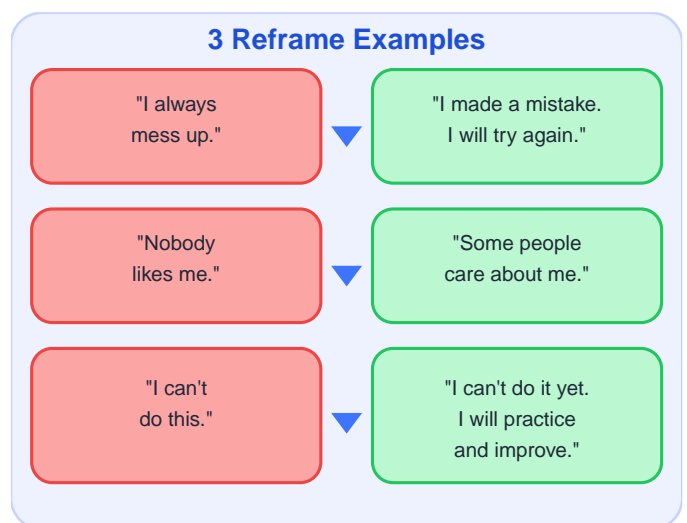 3 Reframe Examples
"I always
mess up."
"I made a mistake.
I will try again."
"Nobody
likes me."
"Some people
care about me."
"I can't
do this."
"I can't do it yet.
I will practice
and improve."